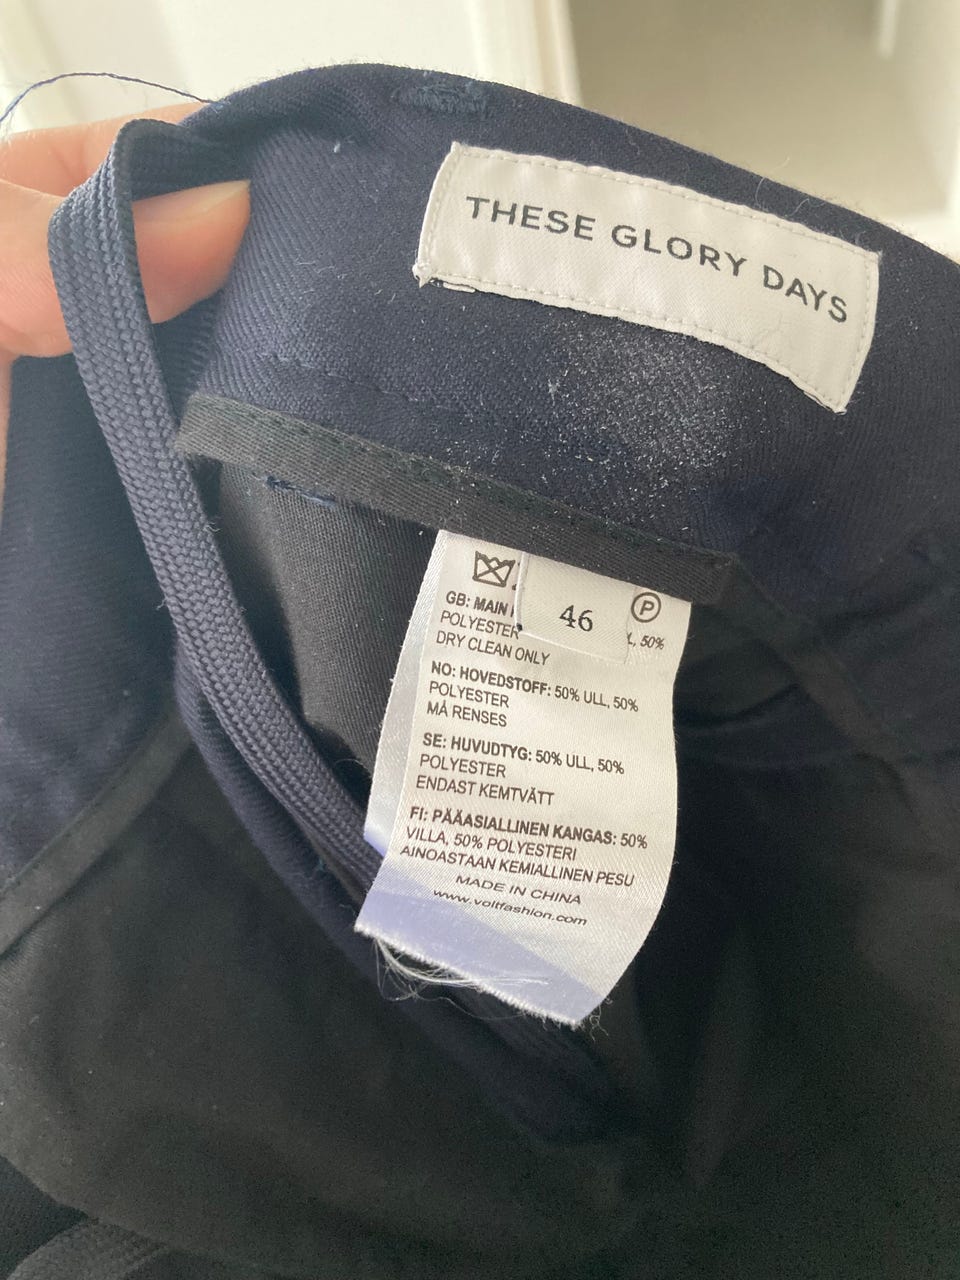 THESE GLORY DAYS
46
P
GB: MAIN
L, 50%
POLYESTER
DRY CLEAN ONLY
NO: HOVEDSTOFF: 50% ULL, 50%
POLYESTER
MÅ RENSES
SE: HUVUDTYG: 50% ULL, 50%
POLYESTER
ENDAST KEMTVÄTT
FI: PÄÄASIALLINEN KANGAS: 50%
VILLA, 50% POLYESTERI
AINOASTAAN KEMIALLINEN PESU
MADE IN CHINA
www.voltfashion.com